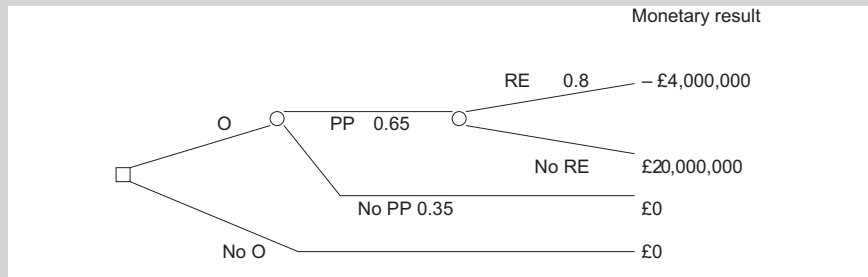 Monetary result
RE 0.8 – £4,000,000
O PP 0.65
No RE £20,000,000
No PP 0.35 £0
No O £0